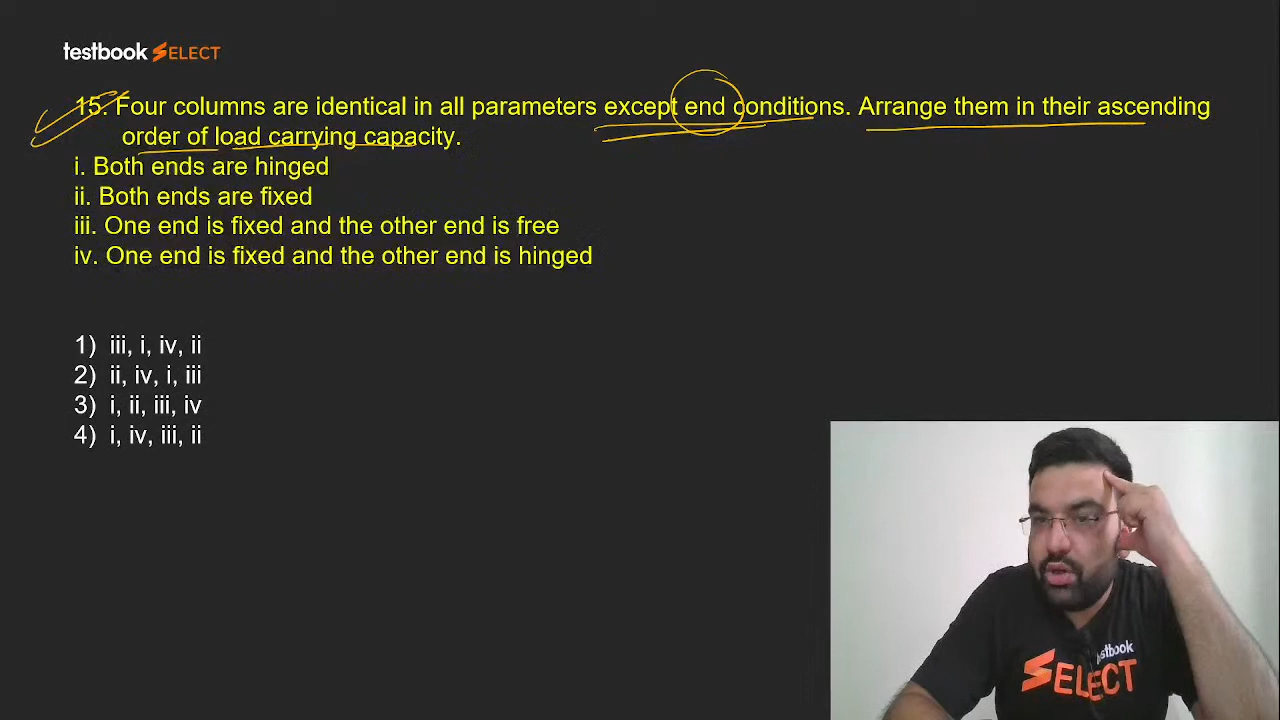 testbook SELECT
15. Four columns are identical in all parameters except end conditions. Arrange them in their ascending
order of load carrying capacity.
i. Both ends are hinged
ii. Both ends are fixed
iii. One end is fixed and the other end is free
iv. One end is fixed and the other end is hinged
1) iii, i, iv, ii
2) ii, iv, i, iii
3) i, ii, iii, iv
4) i, iv, iii, ii
testbook
SELECT